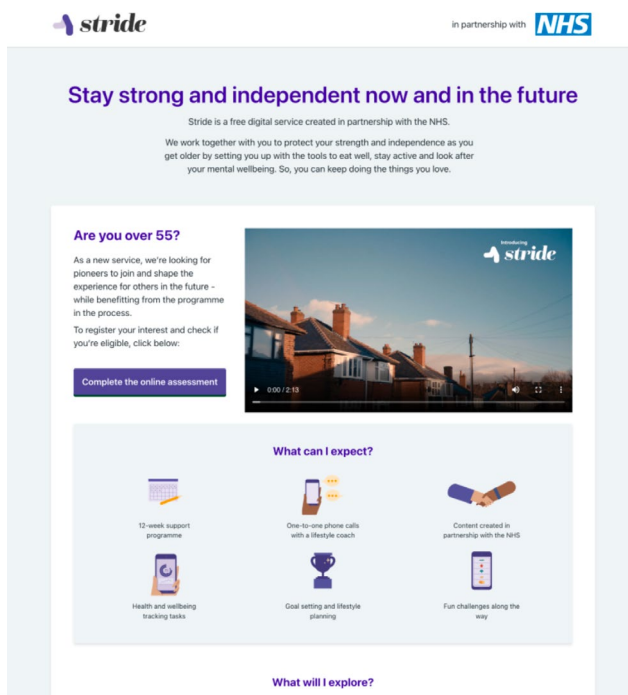 stride
in partnership with NHS
Stay strong and independent now and in the future
Stride is a free digital service created in partnership with the NHS.
We work together with you to protect your strength and independence as you
get older by setting you up with the tools to eat well, stay active and look after
your mental wellbeing. So, you can keep doing the things you love.
Are you over 55?
As a new service, we're looking for
pioneers to join and shape the
experience for others in the future -
while benefitting from the programme
in the process.
To register your interest and check if
you're eligible, click below:
Complete the online assessment
Introducing
stride
0:00 / 2:13
What can I expect?
12-week support
programme
One-to-one phone calls
with a lifestyle coach
Content created in
partnership with the NHS
Health and wellbeing
tracking tasks
Goal setting and lifestyle
planning
Fun challenges along the
way
What will I explore?